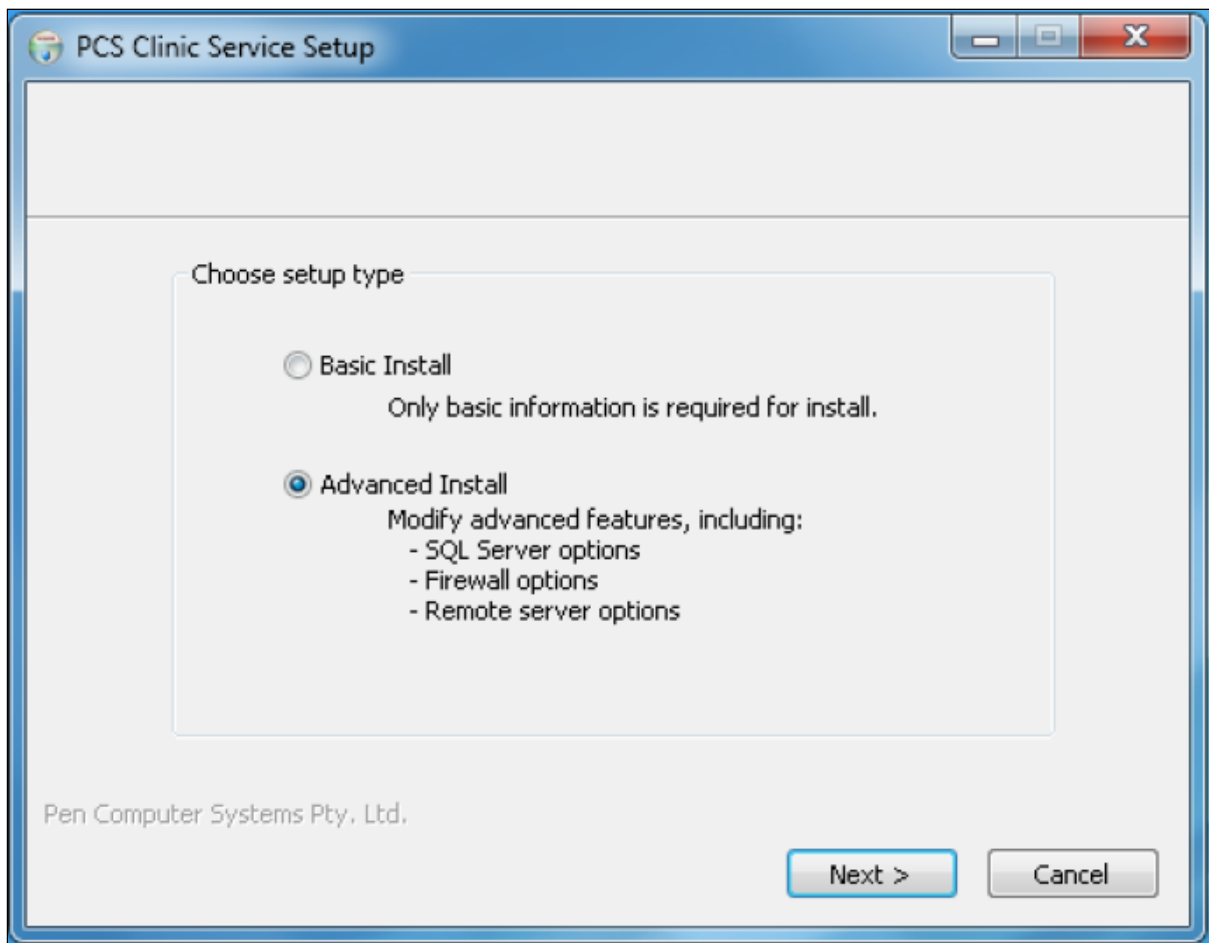 PCS Clinic Service Setup
Choose setup type
Basic Install
Only basic information is required for install.
Advanced Install
Modify advanced features, including:
- SQL Server options
- Firewall options
- Remote server options
Pen Computer Systems Pty. Ltd.
Next > Cancel